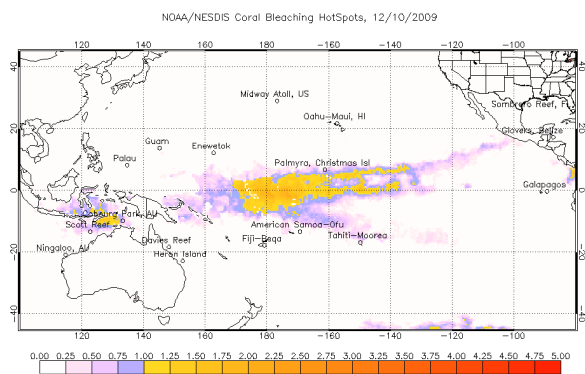 NOAA/NESDIS Coral Bleaching HotSpots, 12/10/2009
120 140 160 180 -160 -140 -120 -100
40 40
Midway Atoll, US
Sombrero Reef, FL
Oahu-Maui, HI
20 20
Guam Enewetok Glovers, Belize
Palau Palmyra, Christmas Isl
0 Galapagos 0
Cobourg Park, AU
Scott Reef American Samoa-Ofu
Davies Reef Fiji-Beqa Tahiti-Moorea
-20 Ningaloo, AU Heron Island -20
-40 -40
120 140 160 180 -160 -140 -120 -100
0.00 0.25 0.50 0.75 1.00 1.25 1.50 1.75 2.00 2.25 2.50 2.75 3.00 3.25 3.50 3.75 4.00 4.25 4.50 4.75 5.00